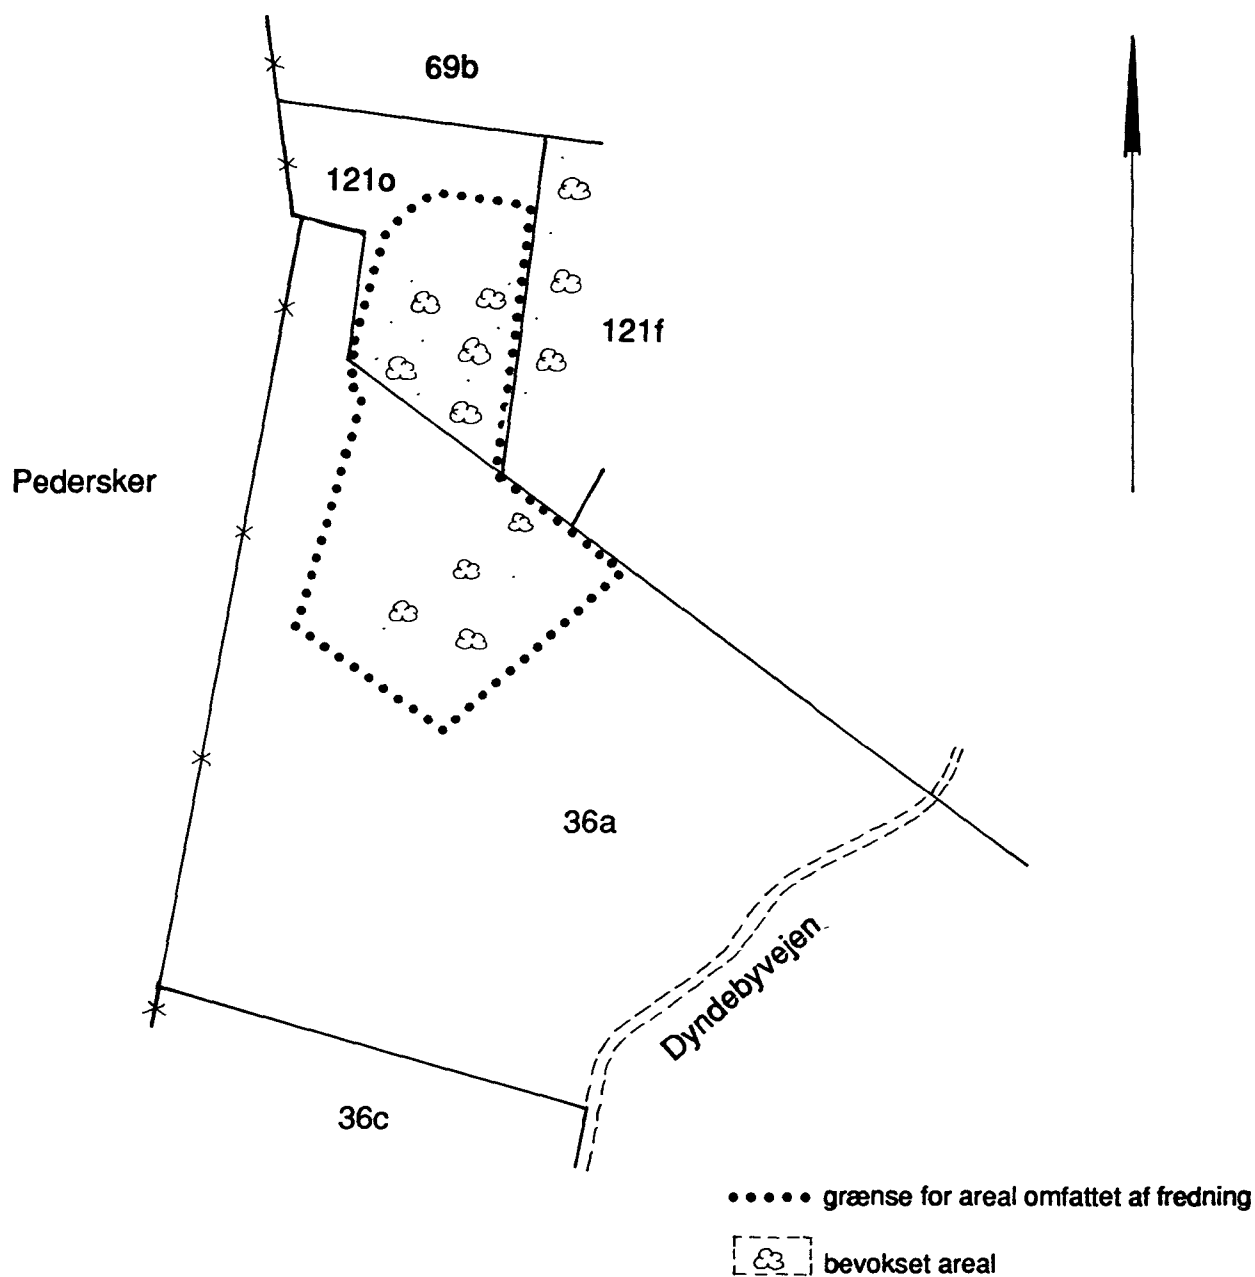 69b
121o
121f
Pedersker
36a
Dyndebyvejen
36c
grænse for areal omfattet af fredning
bevokset areal